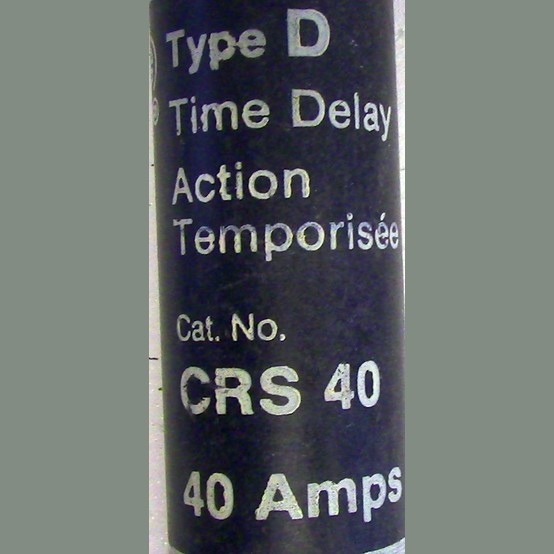 Type D
Time Delay
Action
Temporisée
Cat. No.
CRS 40
40 Amps